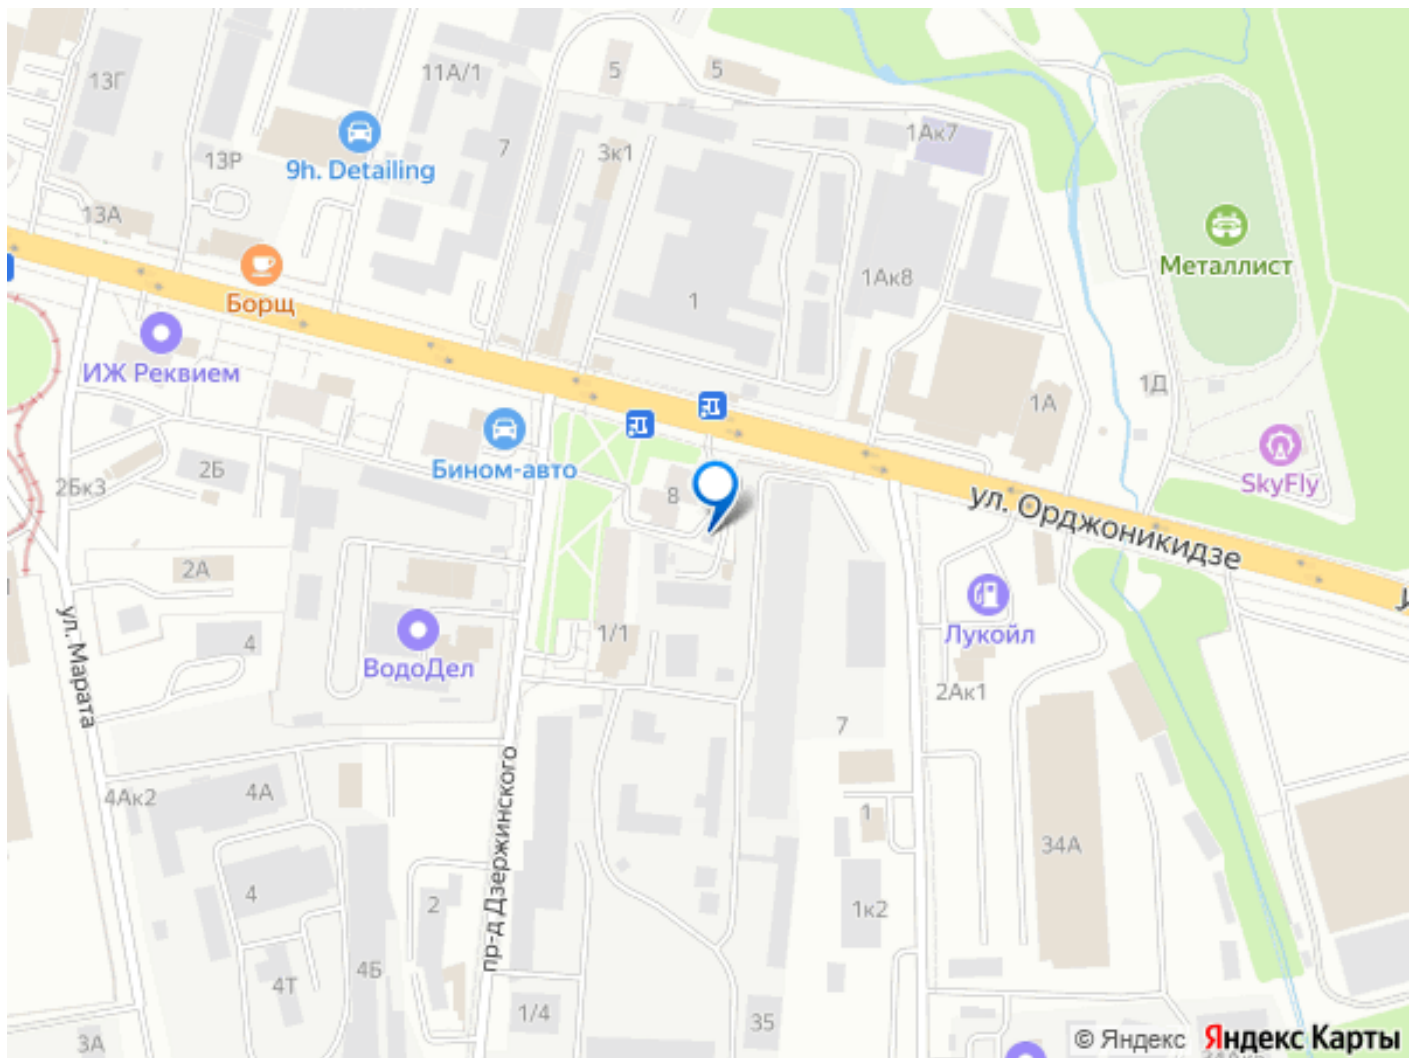 13Г
11А/1
5
5
1Ак7
9h. Detailing
7
3к1
13Р
13А
Металлист
Борщ
1Ак8
1
ИЖ Реквием
1Д
1А
Бином-авто
2Б
2Бк3
8
SkyFly
ул. Орджоникидзе
2А
Лукойл
ул. Марата
4
ВодоДел
1/1
2Ак1
7
пр-д Дзержинского
4А
4Ак2
1
34А
4
2
1к2
4Б
4Т
1/4
35
3А
© Яндекс Яндекс Карты